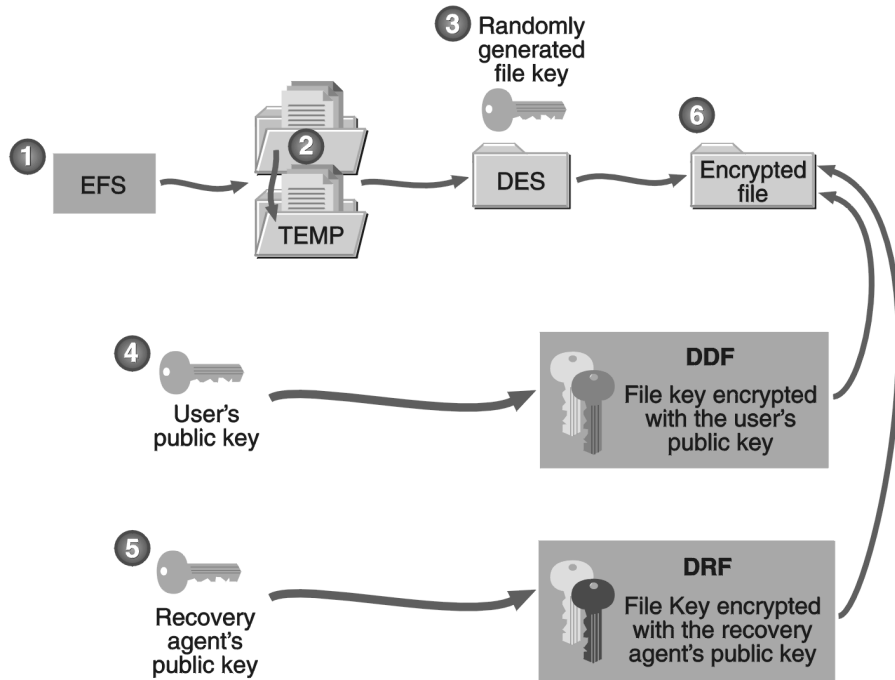 3 Randomly
generated
file key
1
EFS
2
TEMP
DES
6
Encrypted
file
4
User's
public key
DDF
File key encrypted
with the user's
public key
5
Recovery
agent's
public key
DRF
File Key encrypted
with the recovery
agent's public key